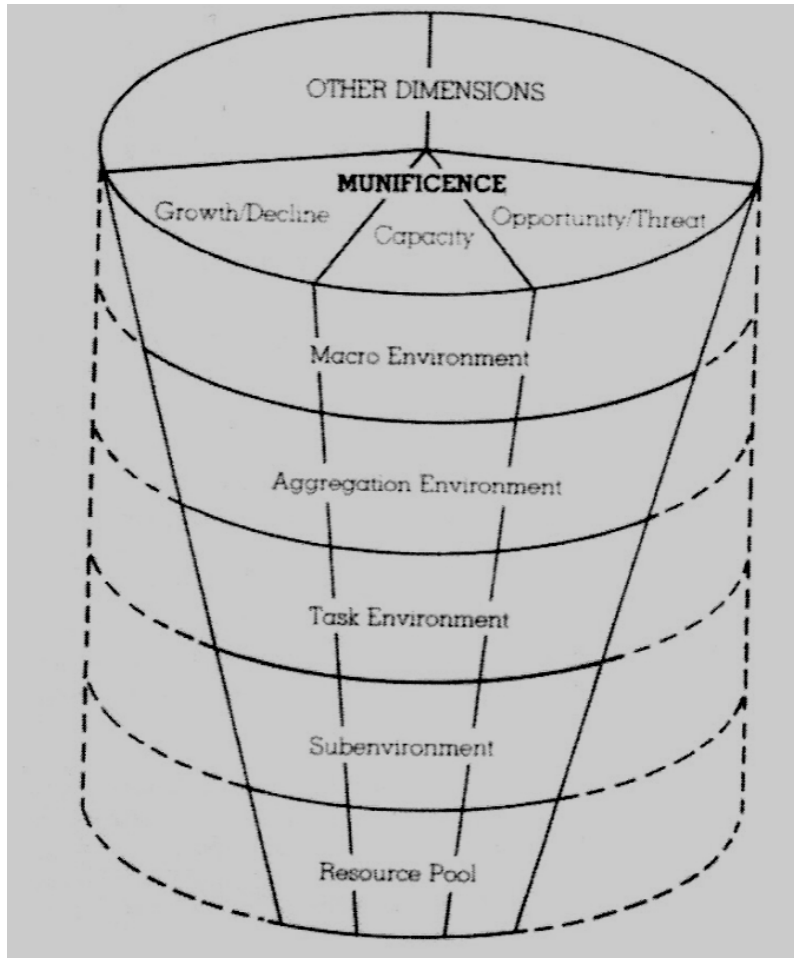 OTHER DIMENSIONS
MUNIFICENCE
Growth/Decline
Capacity
Opportunity/Threat
Macro Environment
Aggregation Environment
Task Environment
Subenvironment
Resource Pool